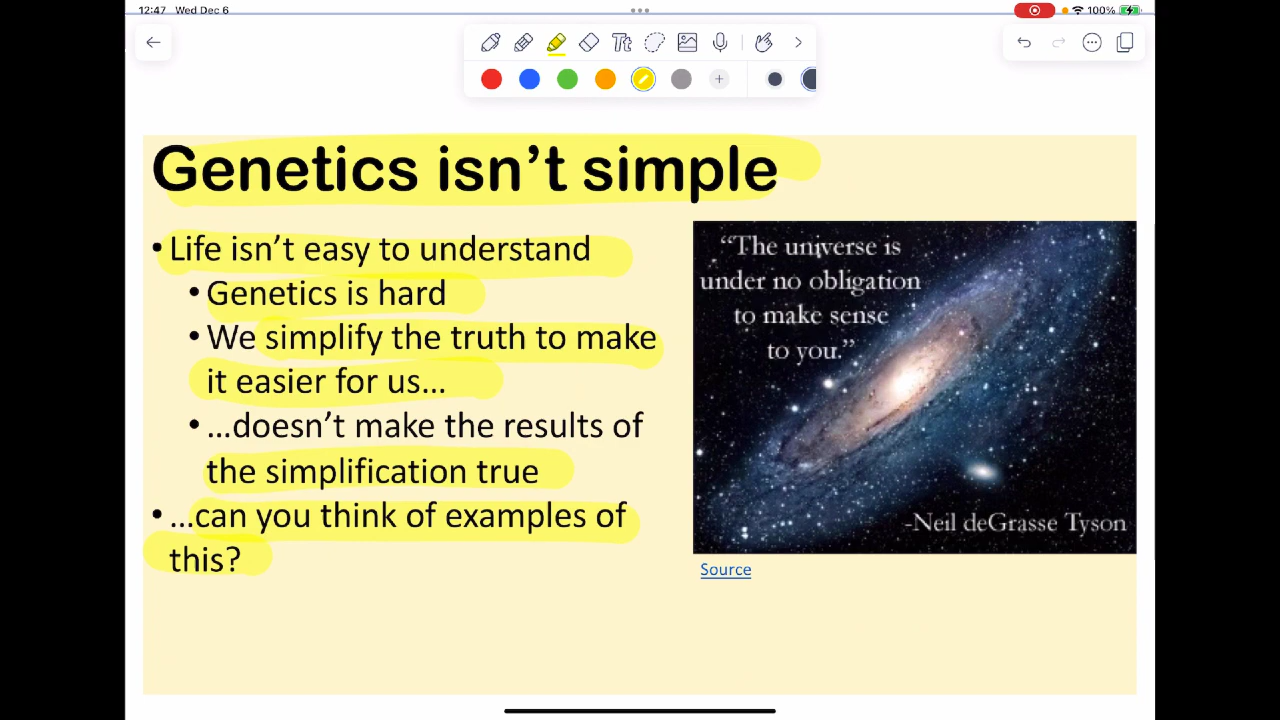 12:47 Wed Dec 6
100%
Tt
Genetics isn’t simple
• Life isn’t easy to understand
• Genetics is hard
• We simplify the truth to make
it easier for us…
• …doesn’t make the results of
the simplification true
• …can you think of examples of
this?
“The universe is
under no obligation
to make sense
to you.”
-Neil deGrasse Tyson
Source